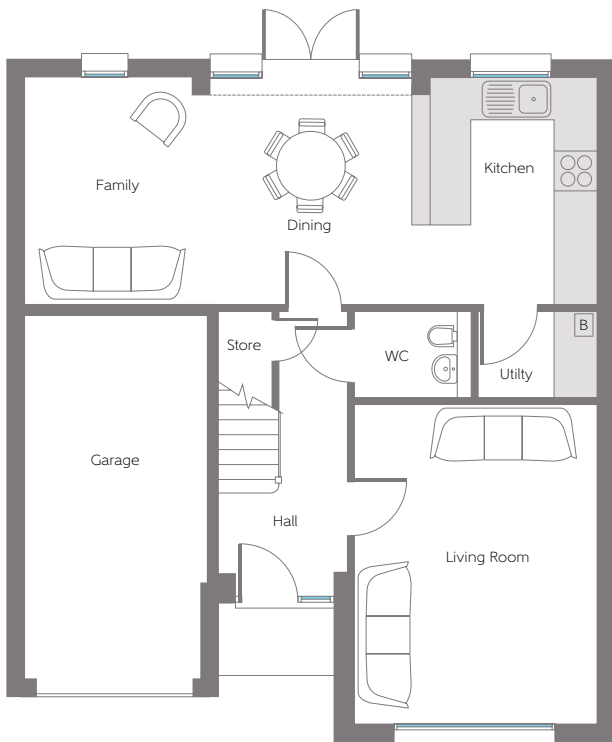 Kitchen
Family
Dining
B
Store
WC
Utilty
Garage
Hall
Living Room